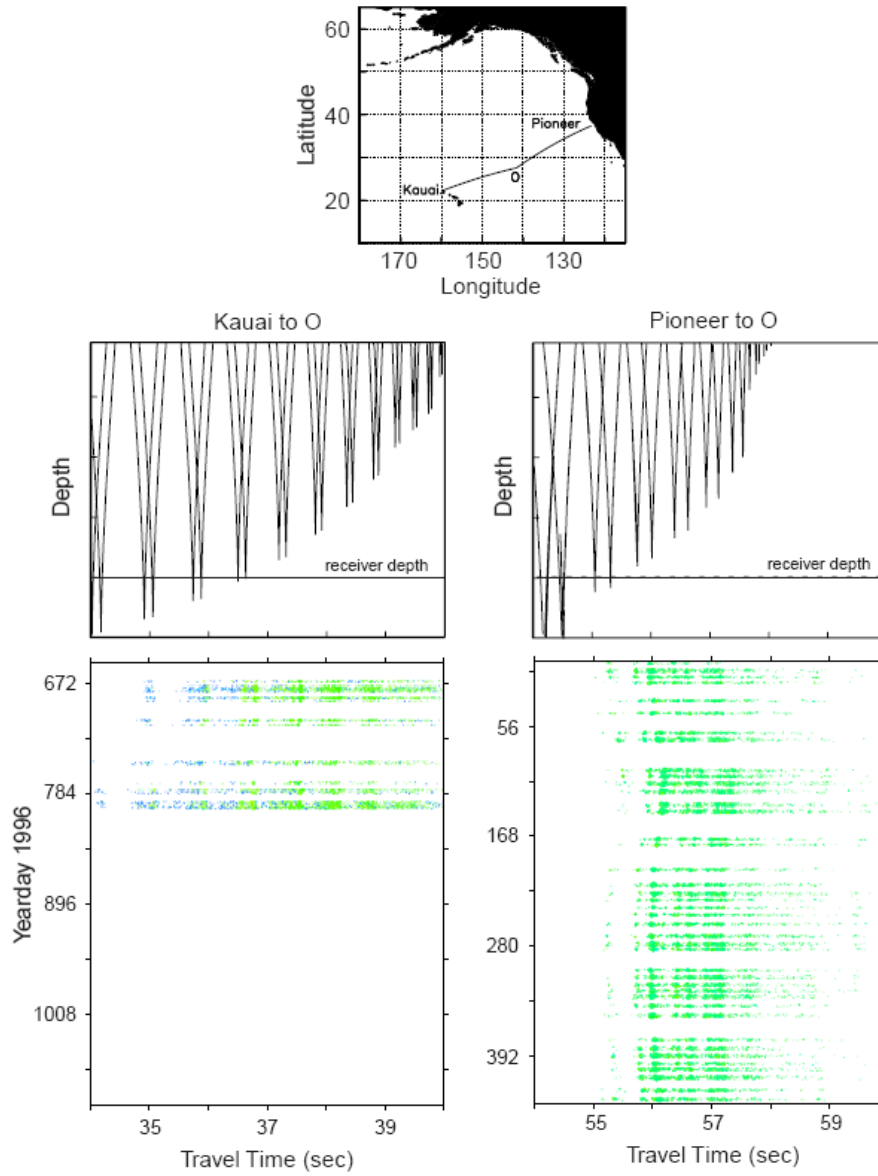 60
40
20
Latitude
Pioneer
O
Kauai
170 150 130
Longitude
Kauai to O
Pioneer to O
Depth
receiver depth
Depth
receiver depth
672
784
896
1008
Yearday 1996
35 37 39
Travel Time (sec)
56
168
280
392
55 57 59
Travel Time (sec)